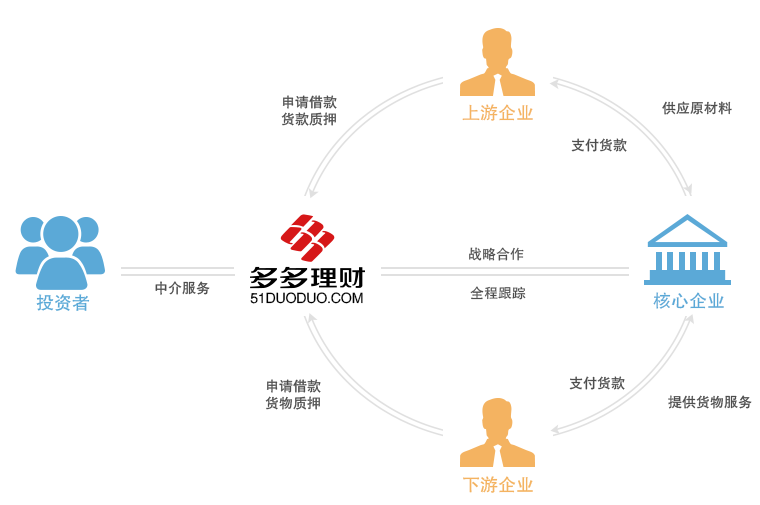 上游企业
申请借款
货款质押
供应原材料
支付货款
投资者
中介服务
多多理财
51DUODUO.COM
战略合作
全程跟踪
核心企业
申请借款
货物质押
支付货款
提供货物服务
下游企业